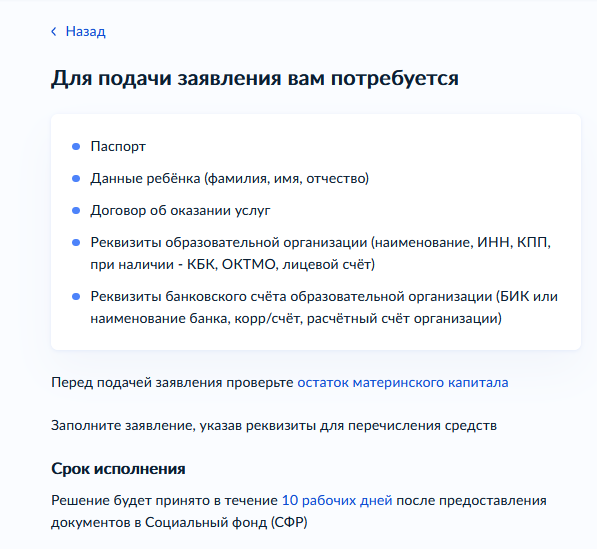 Назад
Для подачи заявления вам потребуется
Паспорт
Данные ребёнка (фамилия, имя, отчество)
Договор об оказании услуг
Реквизиты образовательной организации (наименование, ИНН, КПП,
при наличии - КБК, ОКТМО, лицевой счёт)
Реквизиты банковского счёта образовательной организации (БИК или
наименование банка, корр/счёт, расчётный счёт организации)
Перед подачей заявления проверьте остаток материнского капитала
Заполните заявление, указав реквизиты для перечисления средств
Срок исполнения
Решение будет принято в течение 10 рабочих дней после предоставления
документов в Социальный фонд (СФР)